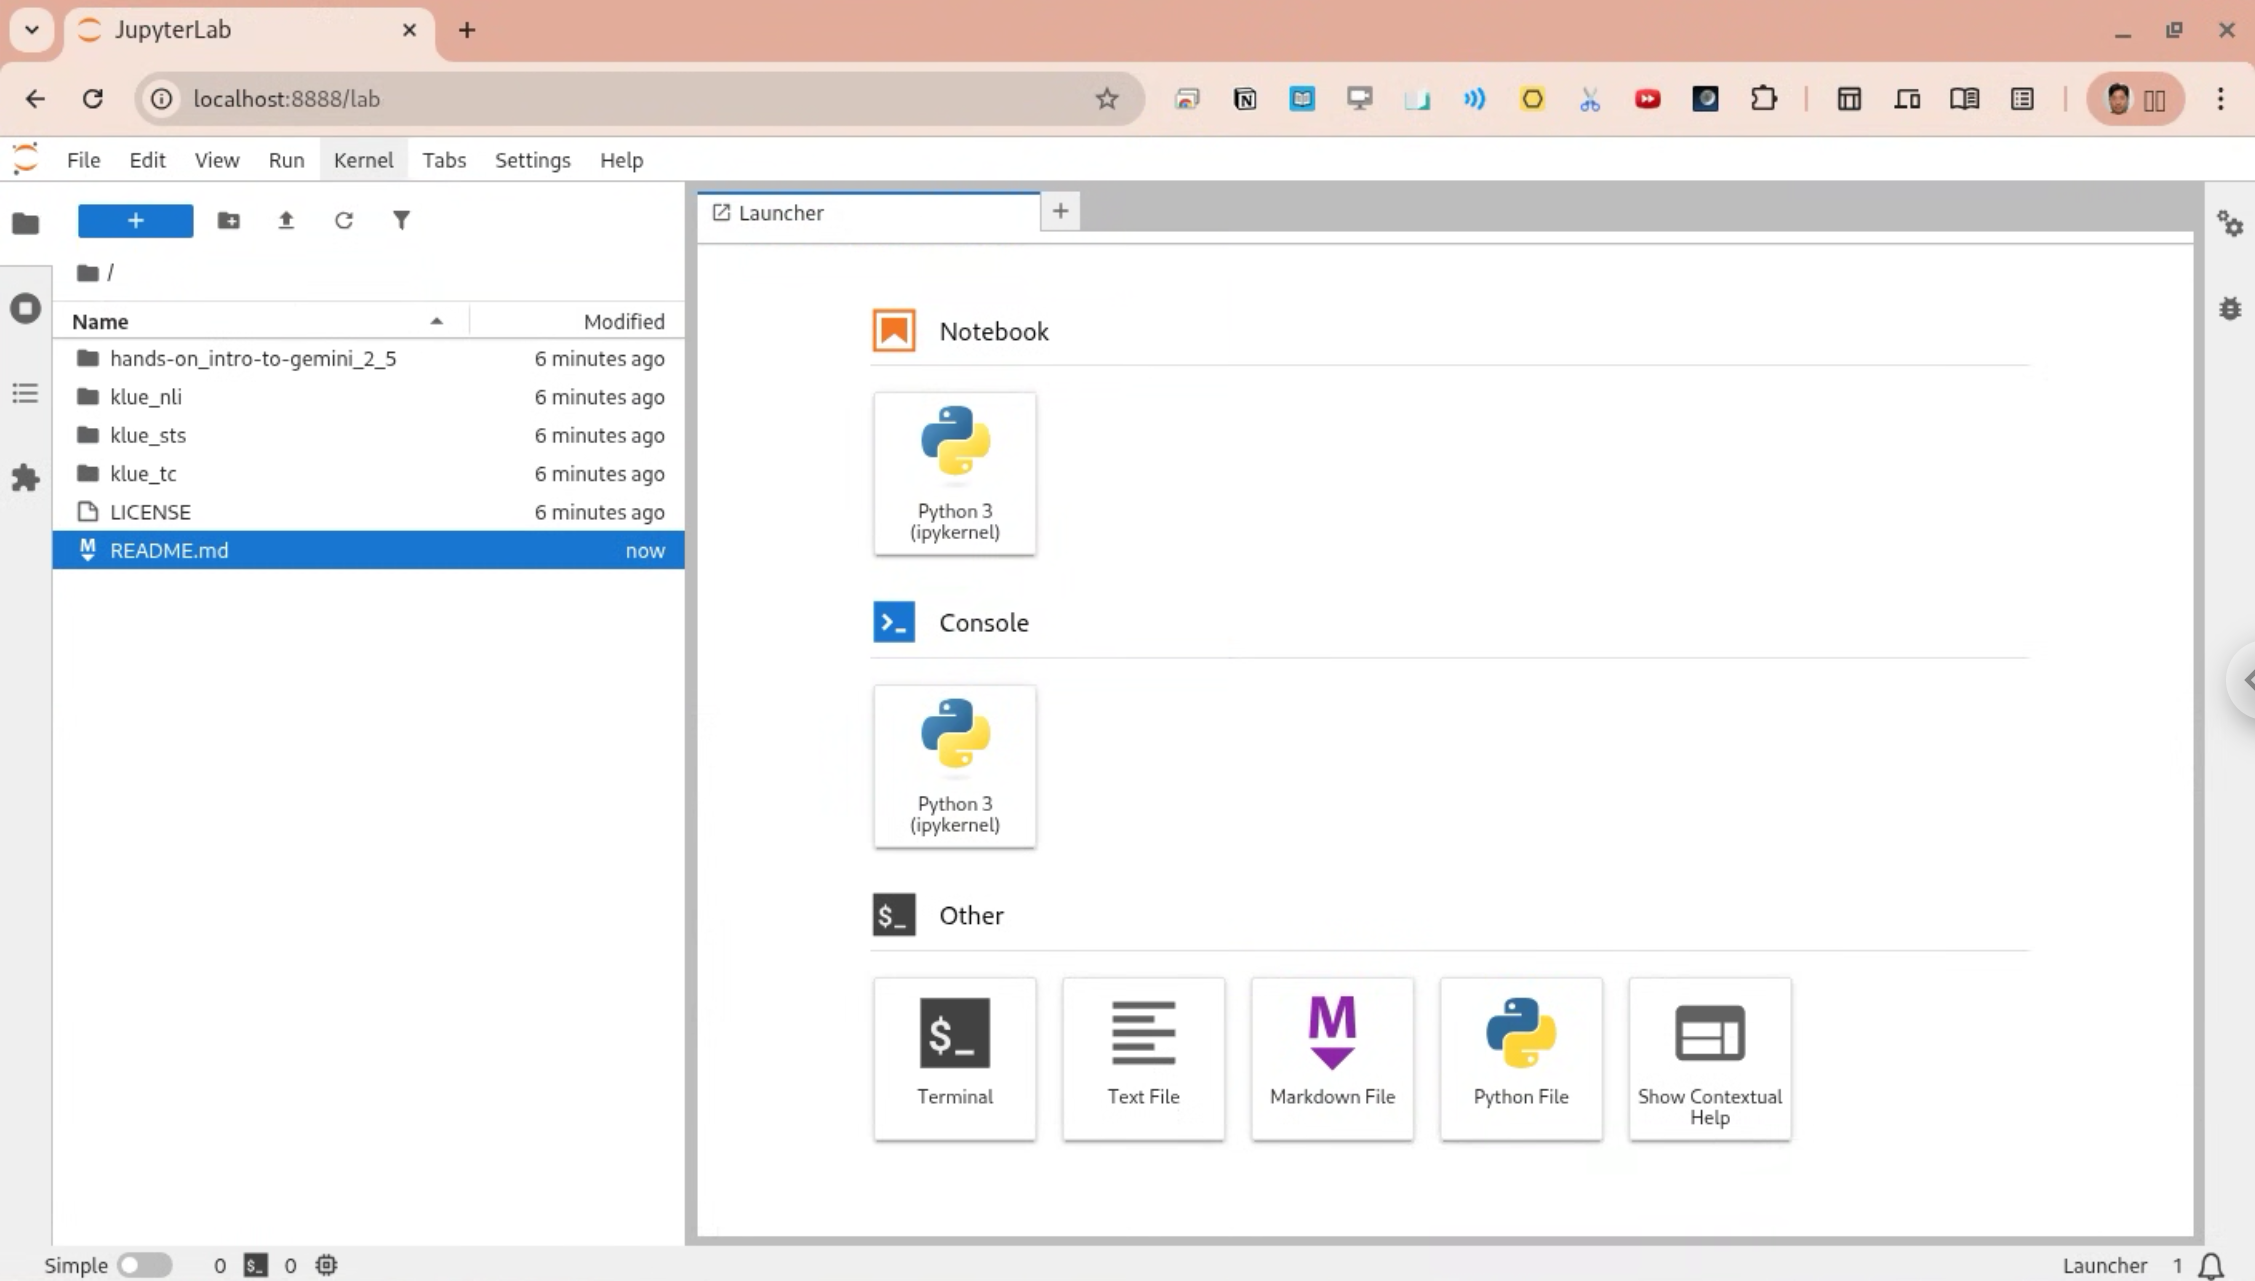 JupyterLab
localhost:8888/lab
File Edit View Run Kernel Tabs Settings Help
Launcher
/
Name Modified
hands-on_intro-to-gemini_2_5 6 minutes ago
klue_nli 6 minutes ago
klue_sts 6 minutes ago
klue_tc 6 minutes ago
LICENSE 6 minutes ago
README.md now
Notebook
Python 3
(ipykernel)
Console
Python 3
(ipykernel)
$_ Other
$_
Terminal
Text File
M
Markdown File
Python File
Show Contextual
Help
Simple 0 $_ 0
Launcher 1